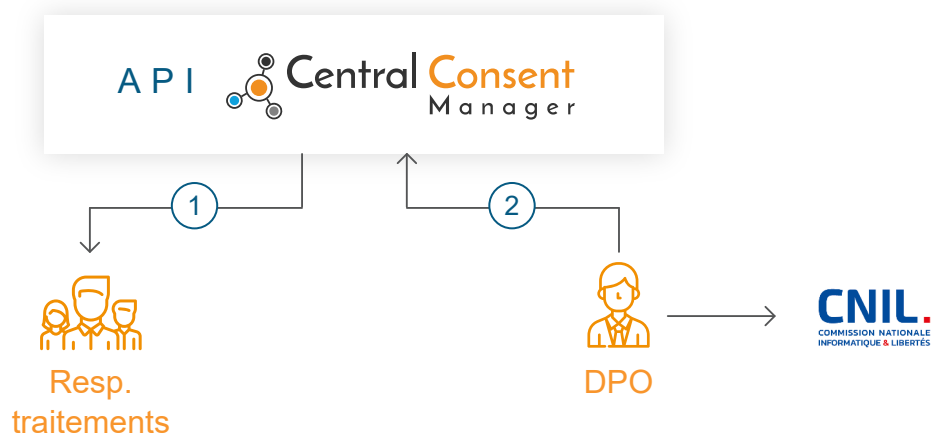 API
Central Consent
Manager
1
2
Resp.
traitements
DPO
CNIL.
COMMISSION NATIONALE
INFORMATIQUE & LIBERTÉS